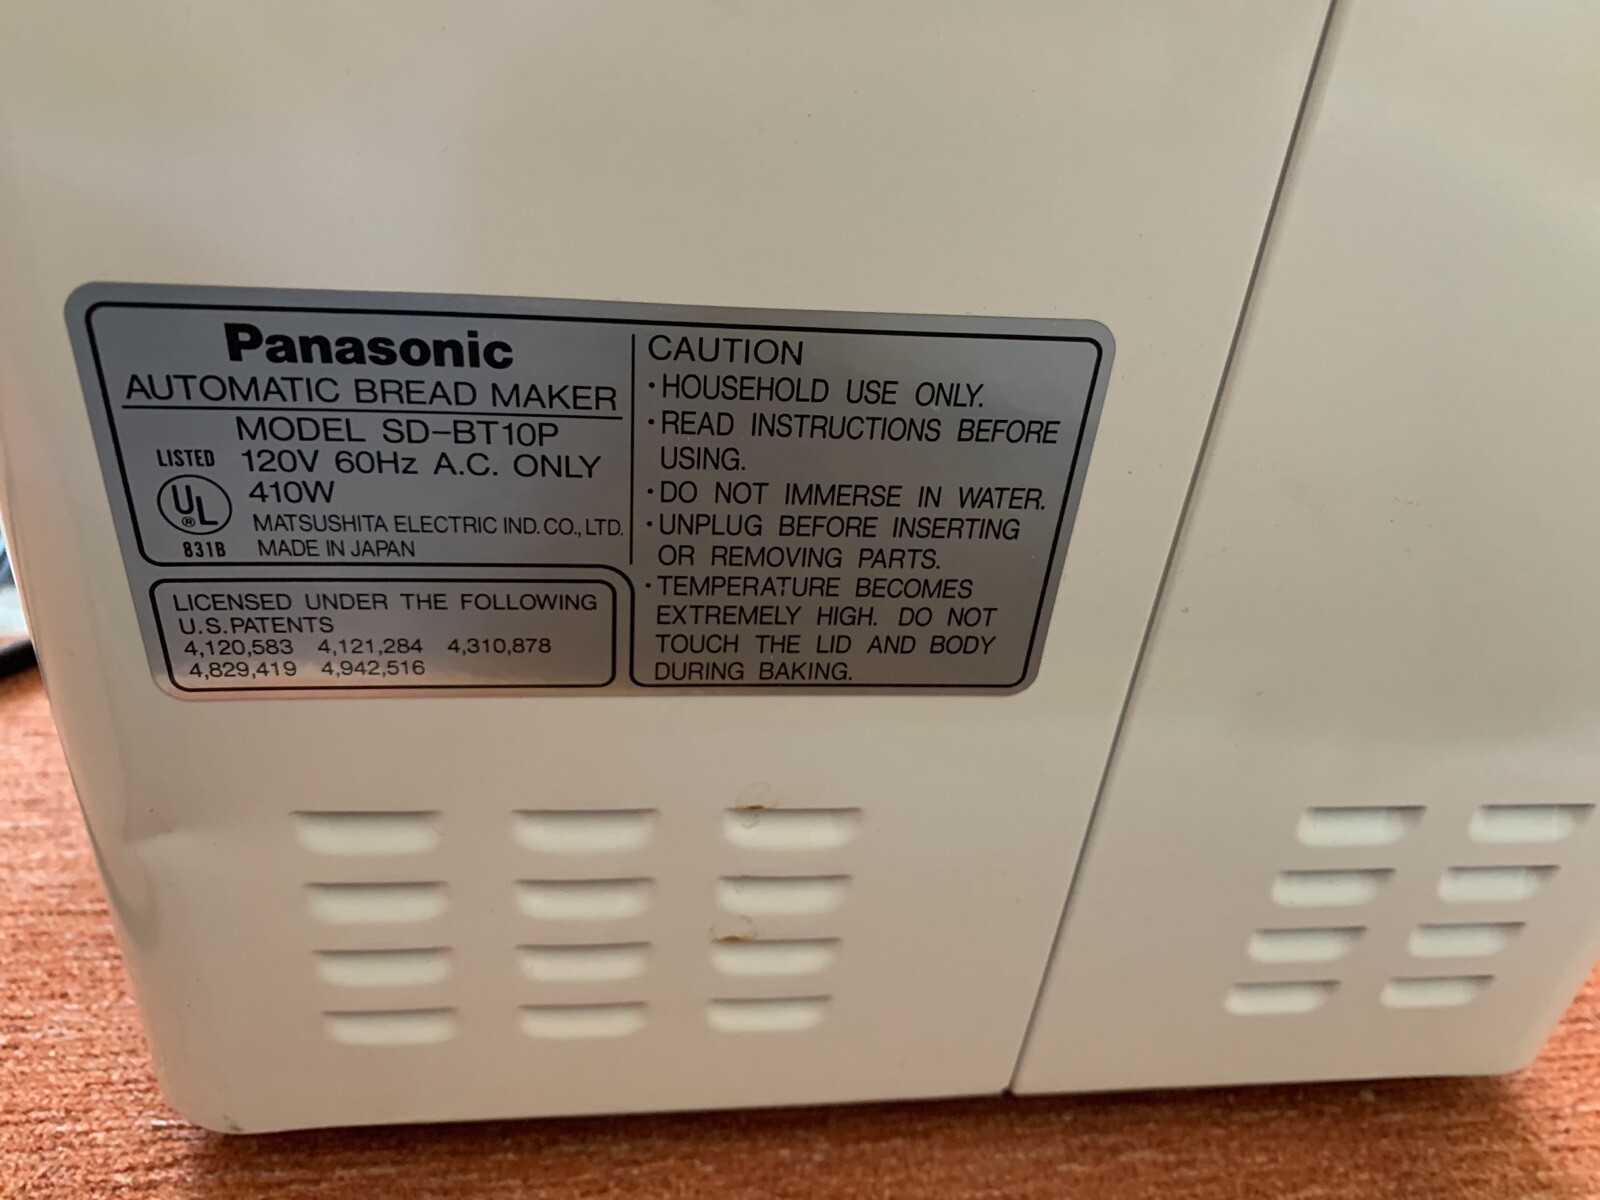 Panasonic
AUTOMATIC BREAD MAKER
MODEL SD-BT10P
LISTED
120V 60Hz A.C. ONLY
UL
®
410W
MATSUSHITA ELECTRIC IND. CO., LTD.
831B
MADE IN JAPAN
LICENSED UNDER THE FOLLOWING
U.S.PATENTS
4,120,583 4,121,284 4,310,878
4,829,419 4,942,516
CAUTION
·HOUSEHOLD USE ONLY.
·READ INSTRUCTIONS BEFORE
USING.
·DO NOT IMMERSE IN WATER.
·UNPLUG BEFORE INSERTING
OR REMOVING PARTS.
·TEMPERATURE BECOMES
EXTREMELY HIGH. DO NOT
TOUCH THE LID AND BODY
DURING BAKING.